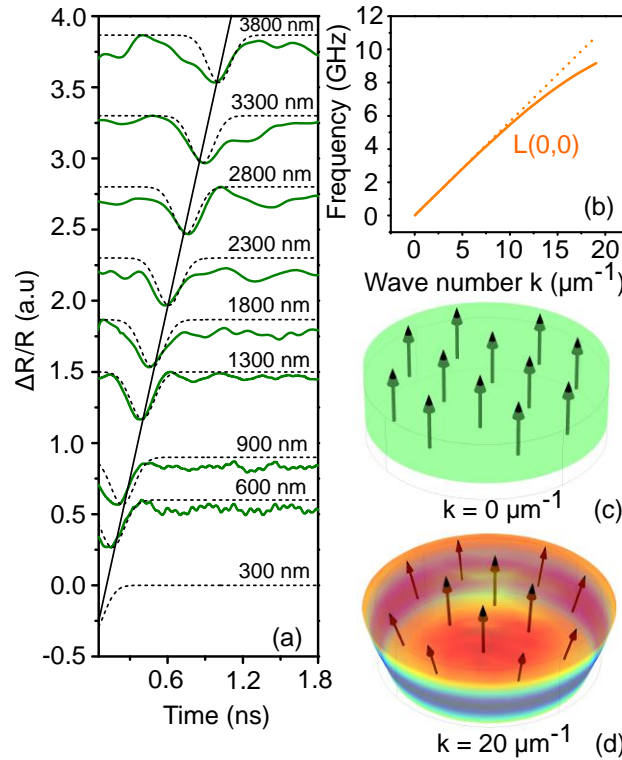 4.0
3.5
3.0
2.5
2.0
1.5
1.0
0.5
0.0
-0.5
ΔR/R (a.u)
3800 nm
3300 nm
2800 nm
2300 nm
1800 nm
1300 nm
900 nm
600 nm
300 nm
(a)
0.6 1.2 1.8
Time (ns)
12
10
8
6
4
2
0
Frequency (GHz)
L(0,0)
(b)
0 5 10 15 20
Wave number k (µm⁻¹)
k = 0 µm⁻¹ (c)
k = 20 µm⁻¹ (d)